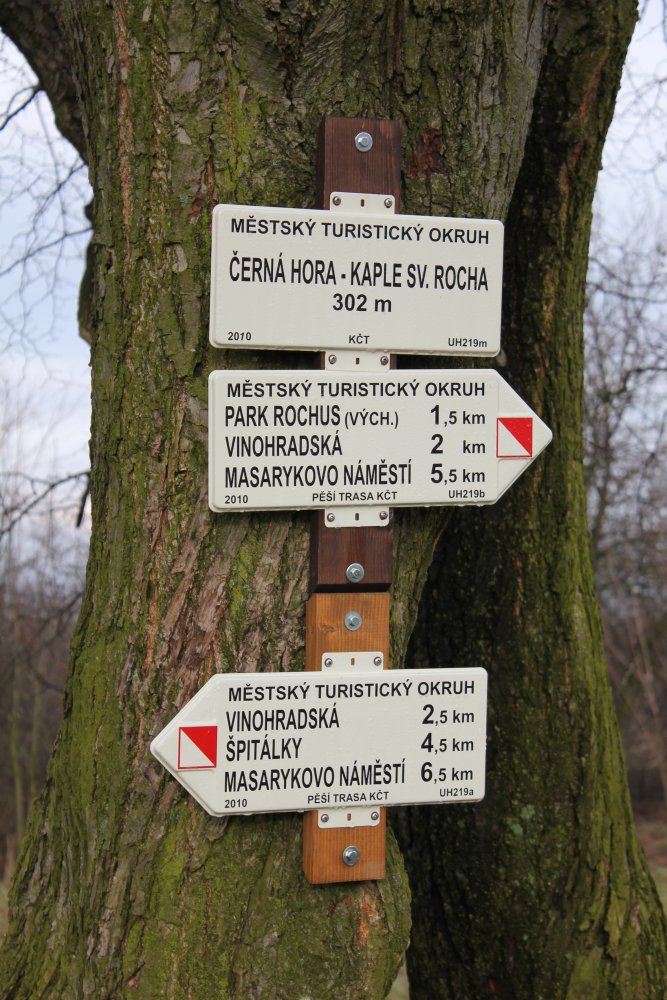 MĚSTSKÝ TURISTICKÝ OKRUH
ČERNÁ HORA - KAPLE SV. ROCHA
302 m
2010 KČT UH219m
MĚSTSKÝ TURISTICKÝ OKRUH
PARK ROCHUS (VÝCH.) 1,5 km
VINOHRADSKÁ 2 km
MASARYKOVO NÁMĚSTÍ 5,5 km
2010 PĚŠÍ TRASA KČT UH219b
MĚSTSKÝ TURISTICKÝ OKRUH
VINOHRADSKÁ 2,5 km
ŠPITÁLKY 4,5 km
MASARYKOVO NÁMĚSTÍ 6,5 km
2010 PĚŠÍ TRASA KČT UH219a